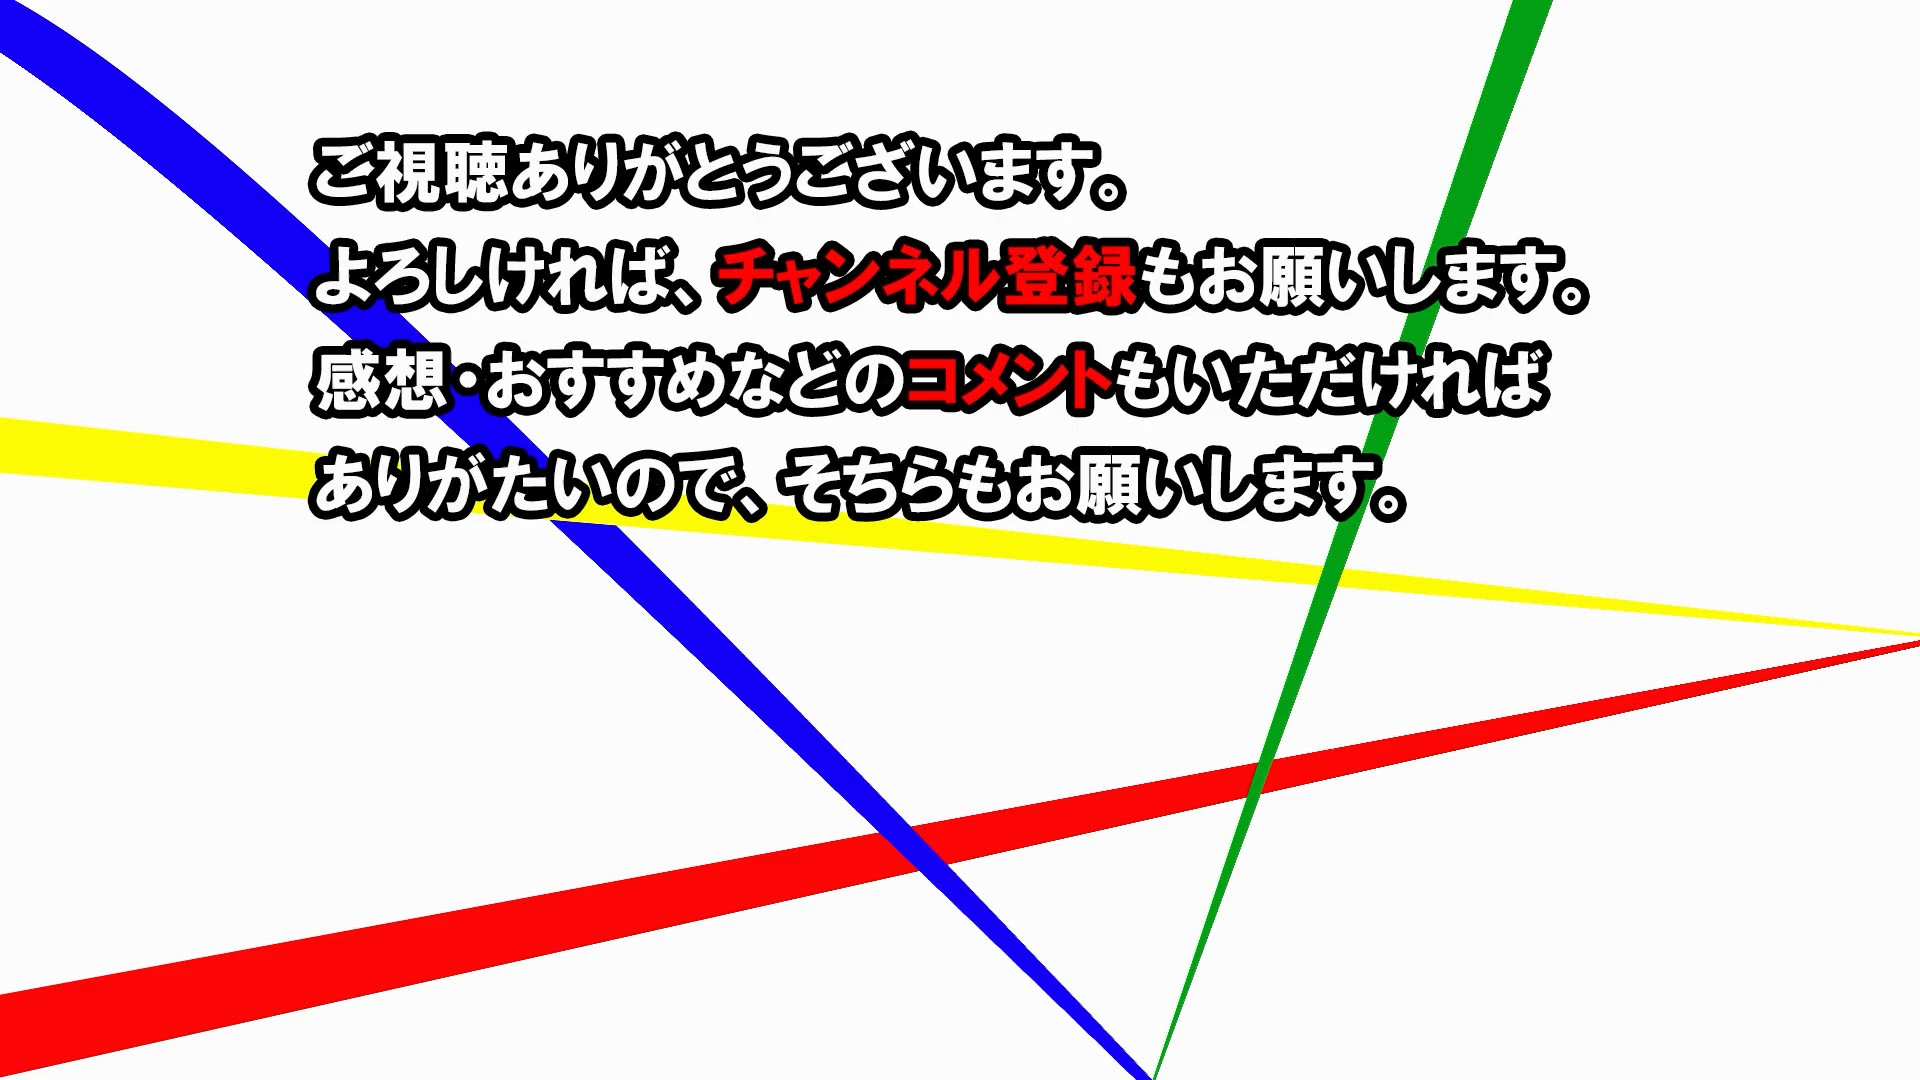 ご視聴ありがとうございます。
よろしければ、チャンネル登録もお願いします。
感想・おすすめなどのコメントもいただければ
ありがたいので、そちらもお願いします。